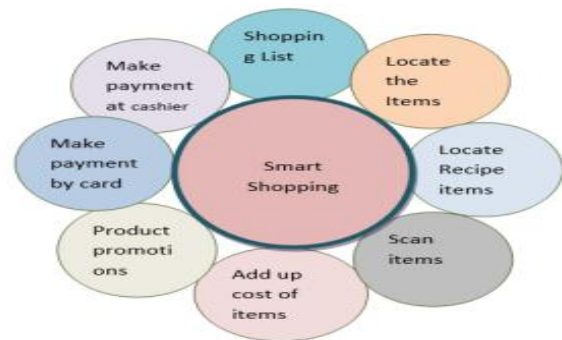 Shoppin
g List
Locate
the
Items
Locate
Recipe
items
Scan
items
Add up
cost of
items
Product
promoti
ons
Make
payment
by card
Make
payment
at cashier
Smart
Shopping